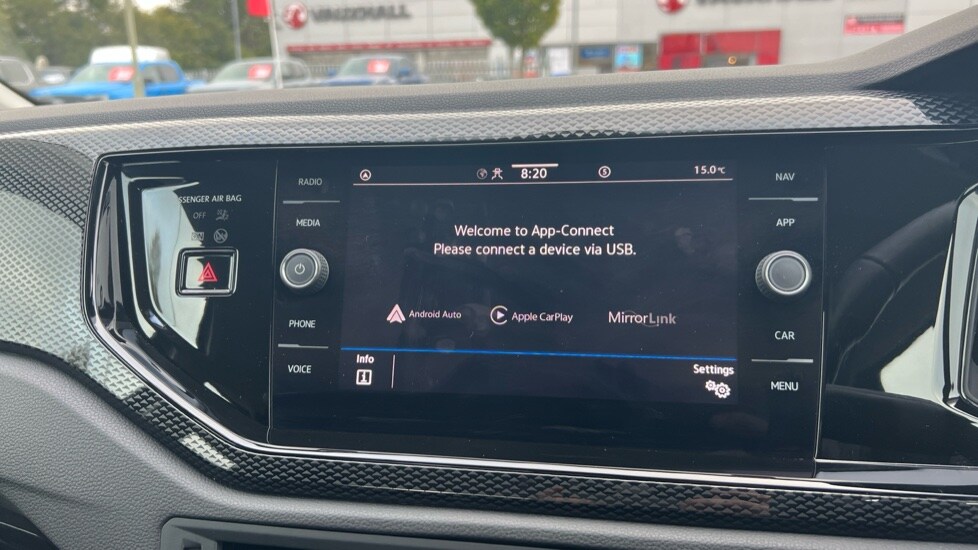 VAUXHALL
SSENGER AIR BAG
OFF
ON
RADIO
MEDIA
PHONE
VOICE
8:20
15.0°C
Welcome to App-Connect
Please connect a device via USB.
Android Auto
Apple CarPlay
MirrorLink
Info
Settings
NAV
APP
CAR
MENU